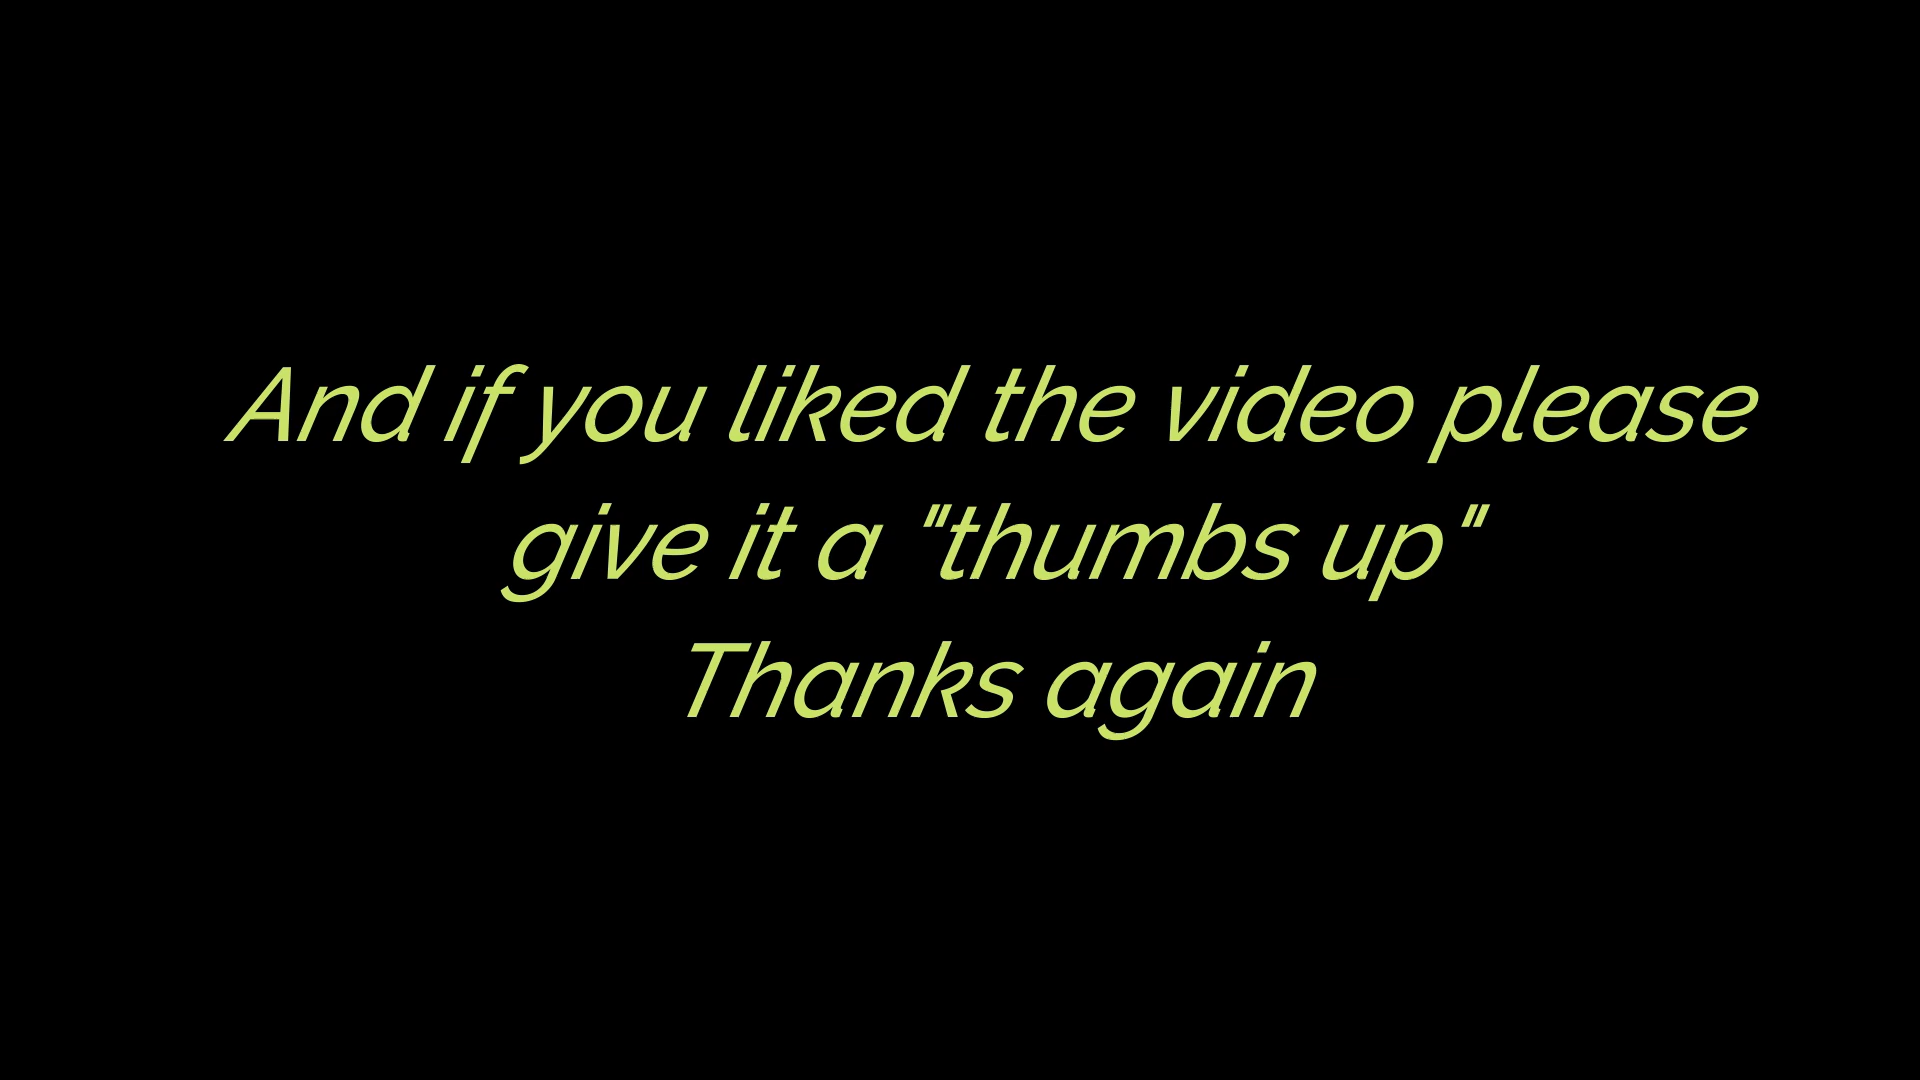 And if you liked the video please
give it a "thumbs up"
Thanks again